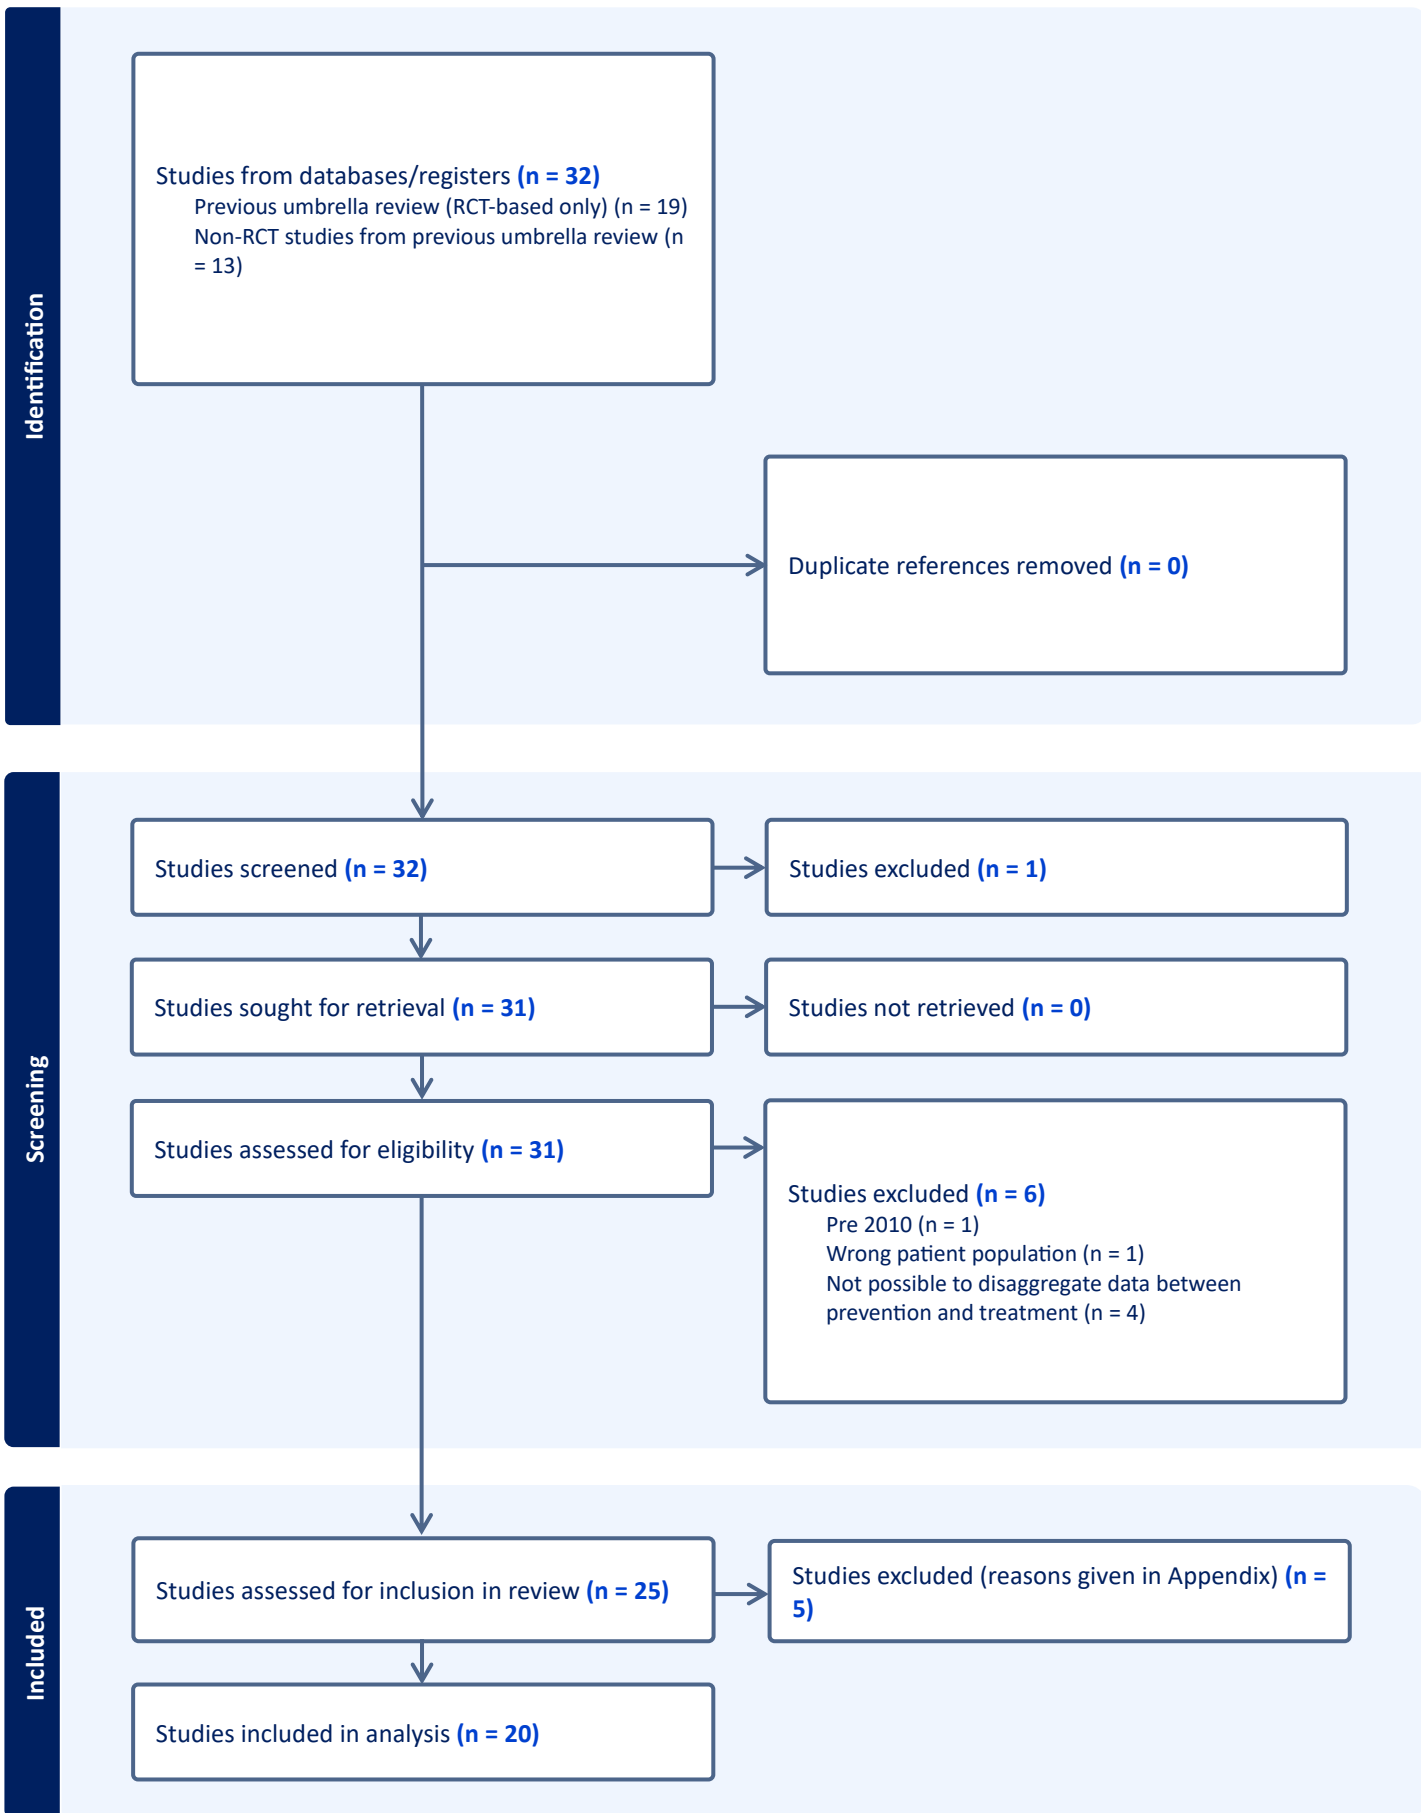 Identification
Studies from databases/registers (n = 32)
Previous umbrella review (RCT-based only) (n = 19)
Non-RCT studies from previous umbrella review (n
= 13)
Duplicate references removed (n = 0)
Screening
Studies screened (n = 32)
Studies excluded (n = 1)
Studies sought for retrieval (n = 31)
Studies not retrieved (n = 0)
Studies assessed for eligibility (n = 31)
Studies excluded (n = 6)
Pre 2010 (n = 1)
Wrong patient population (n = 1)
Not possible to disaggregate data between
prevention and treatment (n = 4)
Included
Studies assessed for inclusion in review (n = 25)
Studies excluded (reasons given in Appendix) (n =
5)
Studies included in analysis (n = 20)